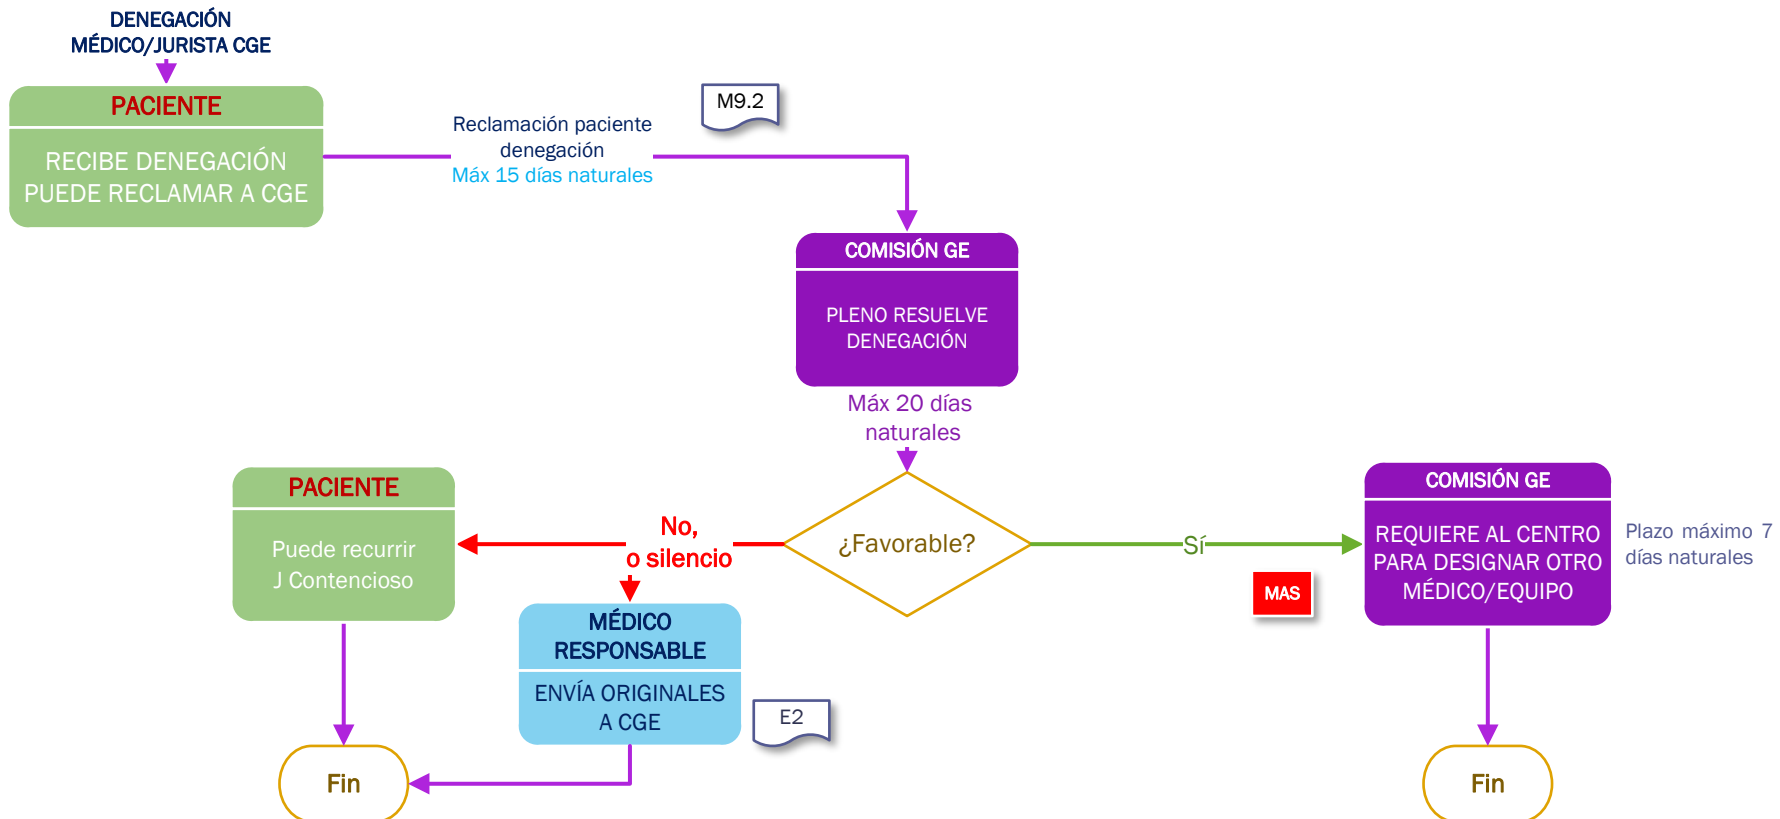 DENEGACIÓN
MÉDICO/JURISTA CGE
PACIENTE
RECIBE DENEGACIÓN
PUEDE RECLAMAR A CGE
Reclamación paciente
denegación
Máx 15 días naturales
M9.2
COMISIÓN GE
PLENO RESUELVE
DENEGACIÓN
Máx 20 días
naturales
¿Favorable?
No,
o silencio
PACIENTE
Puede recurrir
J Contencioso
MÉDICO
RESPONSABLE
ENVÍA ORIGINALES
A CGE
E2
Fin
Sí
MAS
COMISIÓN GE
REQUIERE AL CENTRO
PARA DESIGNAR OTRO
MÉDICO/EQUIPO
Plazo máximo 7
días naturales
Fin